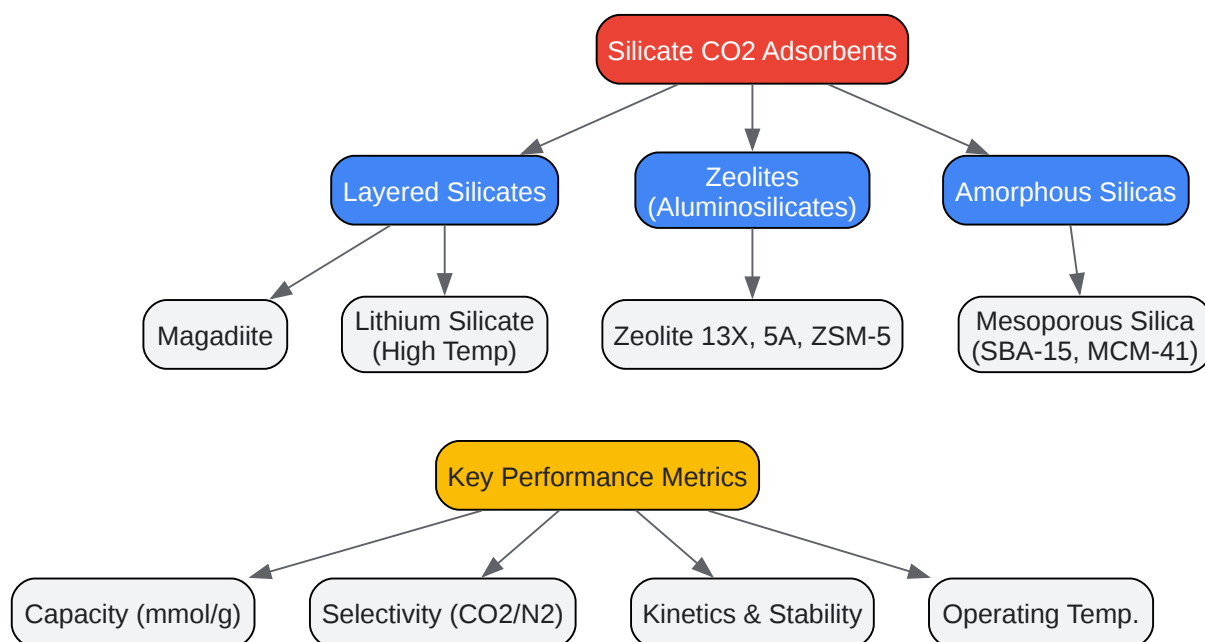 Silicate CO2 Adsorbents
Layered Silicates
Zeolites
(Aluminosilicates)
Amorphous Silicas
Magadiite
Lithium Silicate
(High Temp)
Zeolite 13X, 5A, ZSM-5
Mesoporous Silica
(SBA-15, MCM-41)
Key Performance Metrics
Capacity (mmol/g)
Selectivity (CO2/N2)
Kinetics & Stability
Operating Temp.